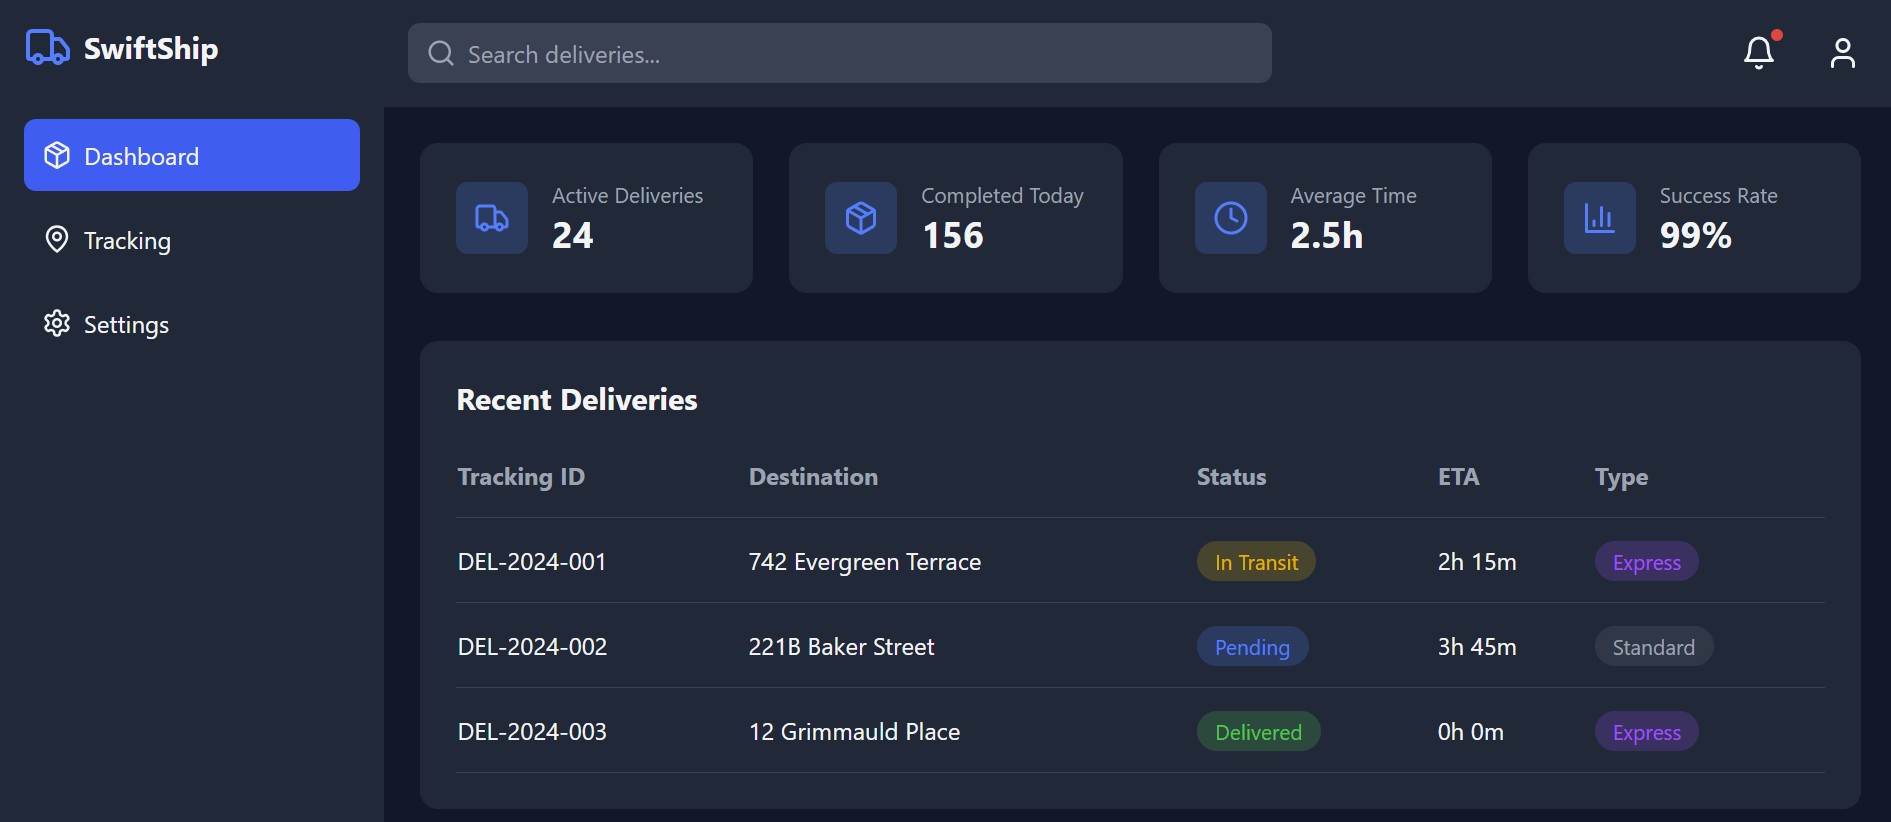 SwiftShip
Search deliveries...
Dashboard
Tracking
Settings
Active Deliveries
24
Completed Today
156
Average Time
2.5h
Success Rate
99%
Recent Deliveries
Tracking ID Destination Status ETA Type
DEL-2024-001 742 Evergreen Terrace In Transit 2h 15m Express
DEL-2024-002 221B Baker Street Pending 3h 45m Standard
DEL-2024-003 12 Grimmauld Place Delivered 0h 0m Express